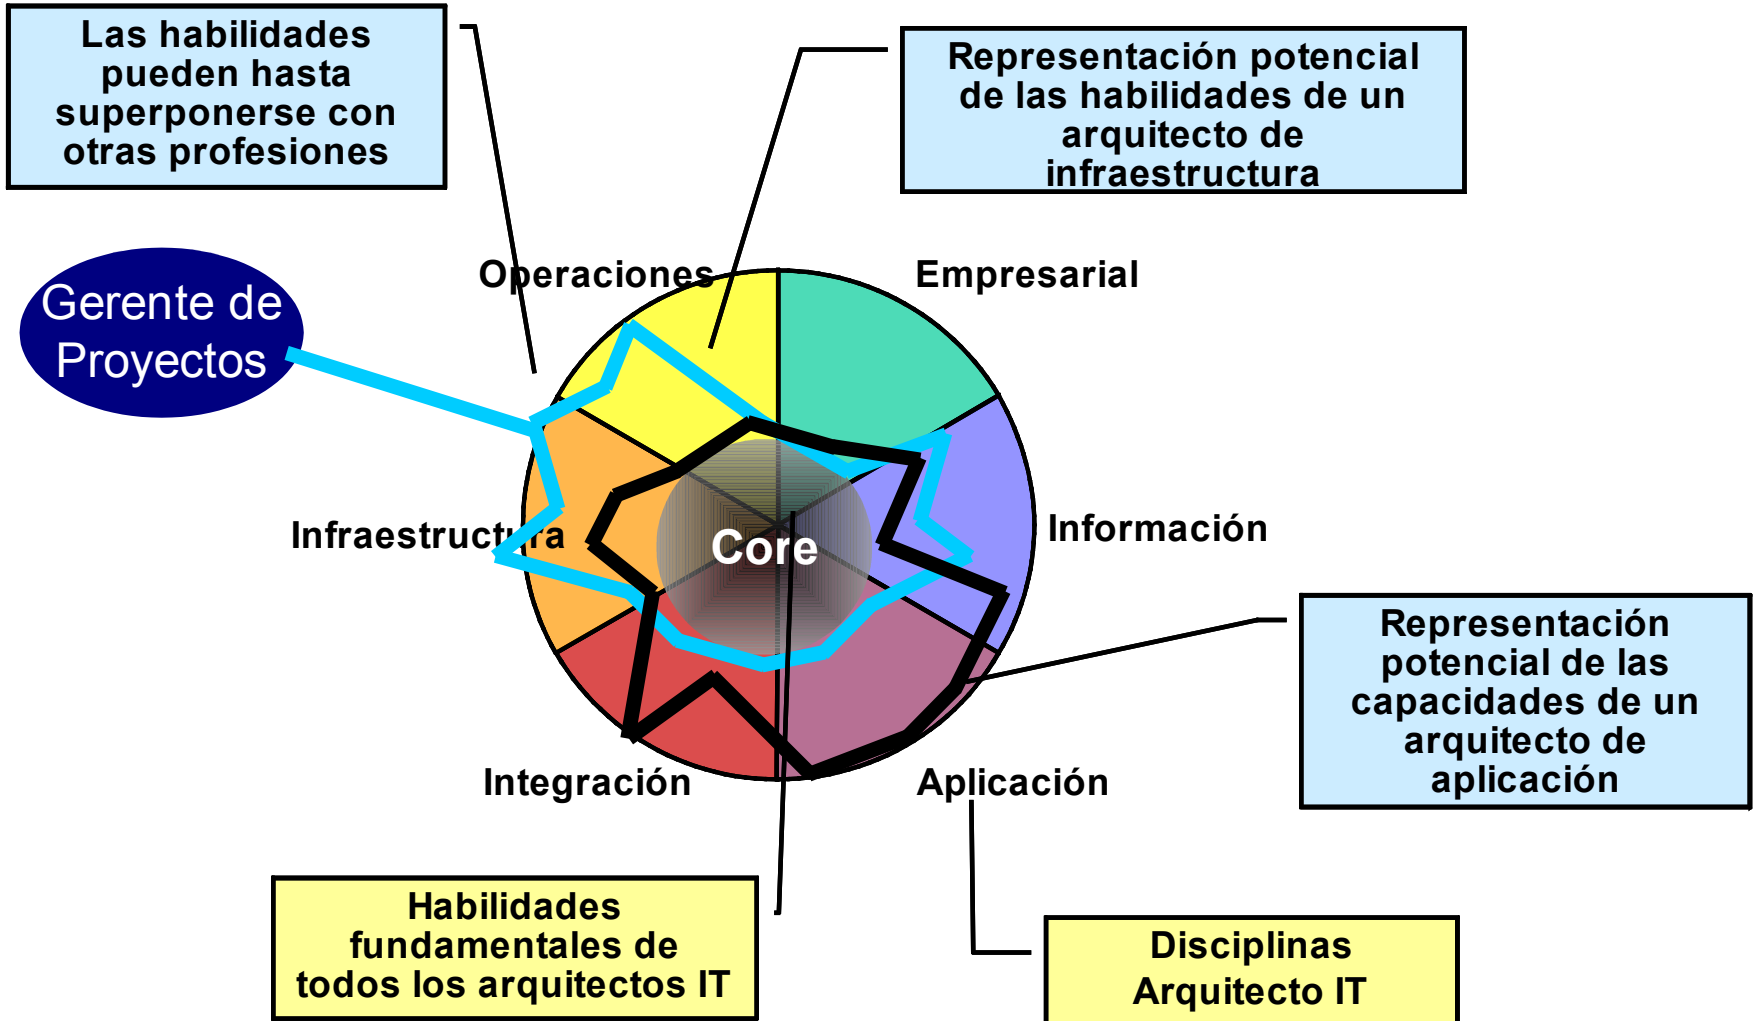 Las habilidades
pueden hasta
superponerse con
otras profesiones
Representación potencial
de las habilidades de un
arquitecto de
infraestructura
Gerente de
Proyectos
Operaciones
Empresarial
Infraestructura
Core
Información
Integración
Aplicación
Representación
potencial de las
capacidades de un
arquitecto de
aplicación
Habilidades
fundamentales de
todos los arquitectos IT
Disciplinas
Arquitecto IT